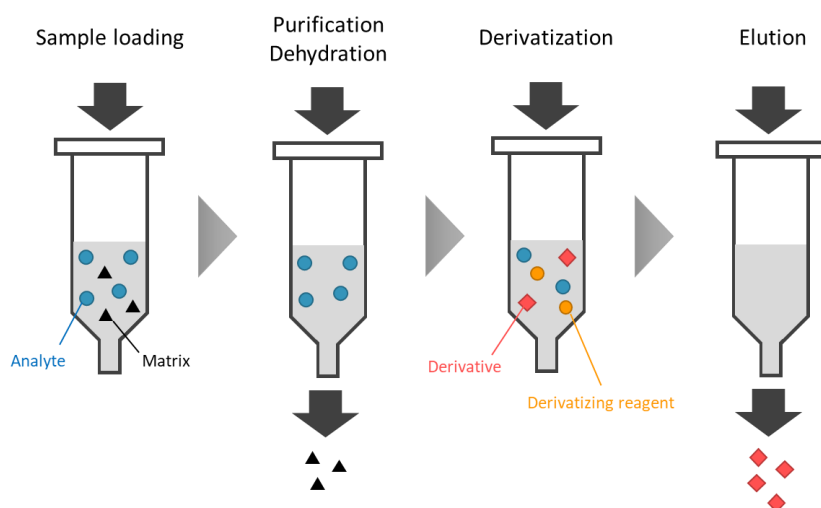 Sample loading
Purification
Dehydration
Derivatization
Elution
Analyte
Matrix
Derivative
Derivatizing reagent